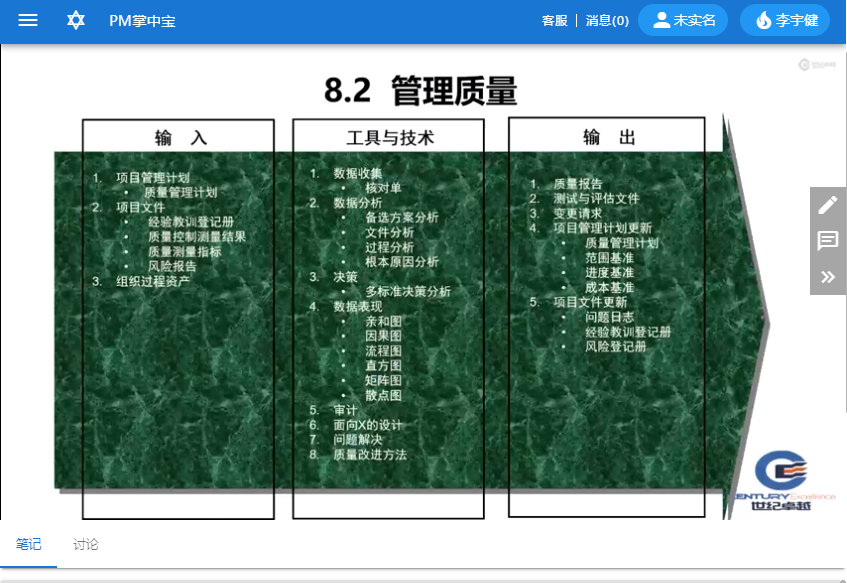 PM掌中宝
客服 | 消息(0) 未实名 李宇健
8.2 管理质量
输 入
1. 项目管理计划
• 质量管理计划
2. 项目文件
• 经验教训登记册
• 质量控制测量结果
• 质量测量指标
• 风险报告
3. 组织过程资产
工具与技术
1. 数据收集
• 核对单
2. 数据分析
• 备选方案分析
• 文件分析
• 过程分析
• 根本原因分析
3. 决策
• 多标准决策分析
4. 数据表现
• 亲和图
• 因果图
• 流程图
• 直方图
• 矩阵图
• 散点图
5. 审计
6. 面向X的设计
7. 问题解决
8. 质量改进方法
输 出
1. 质量报告
2. 测试与评估文件
3. 变更请求
4. 项目管理计划更新
• 质量管理计划
• 范围基准
• 进度基准
• 成本基准
5. 项目文件更新
• 问题日志
• 经验教训登记册
• 风险登记册
ENTURY Excellence
世纪卓越
笔记 讨论